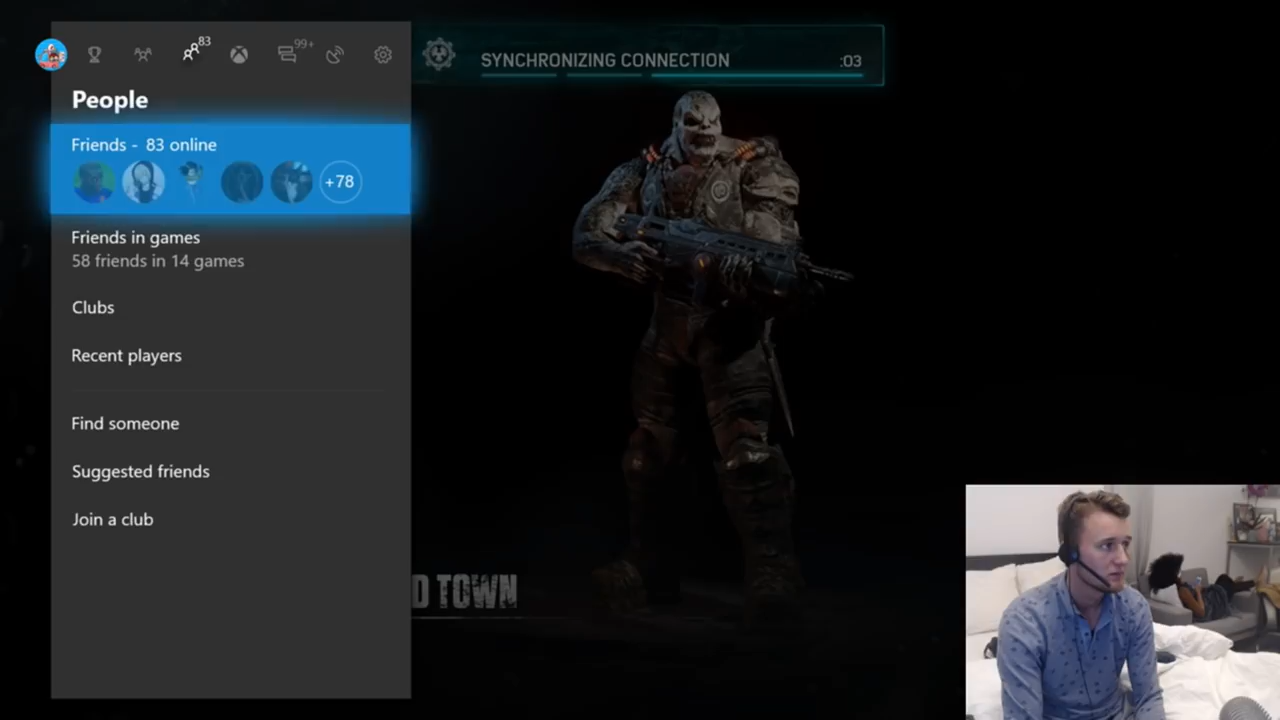 83
99+
SYNCHRONIZING CONNECTION
:03
People
Friends - 83 online
+78
Friends in games
58 friends in 14 games
Clubs
Recent players
Find someone
Suggested friends
Join a club
D TOWN